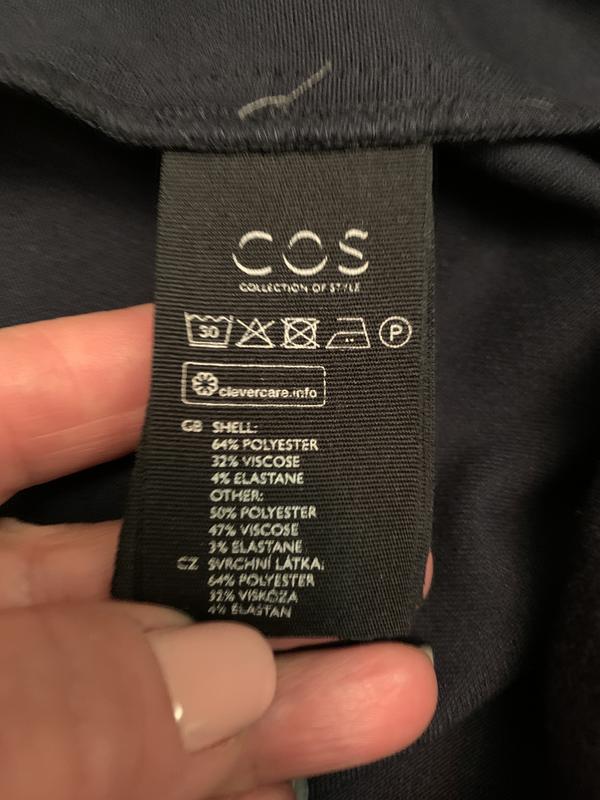 COS
COLLECTION OF STYLE
30 P
clevercare.info
GB SHELL:
64% POLYESTER
32% VISCOSE
4% ELASTANE
OTHER:
50% POLYESTER
47% VISCOSE
3% ELASTANE
CZ SVRCHNÍ LÁTKA:
64% POLYESTER
32% VISKÓZA
4% ELASTAN